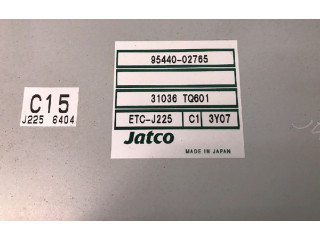 95440-02765
31036 TQ601
ETC-J225 C1 3Y07
Jatco MADE IN JAPAN
C15
J225 6404